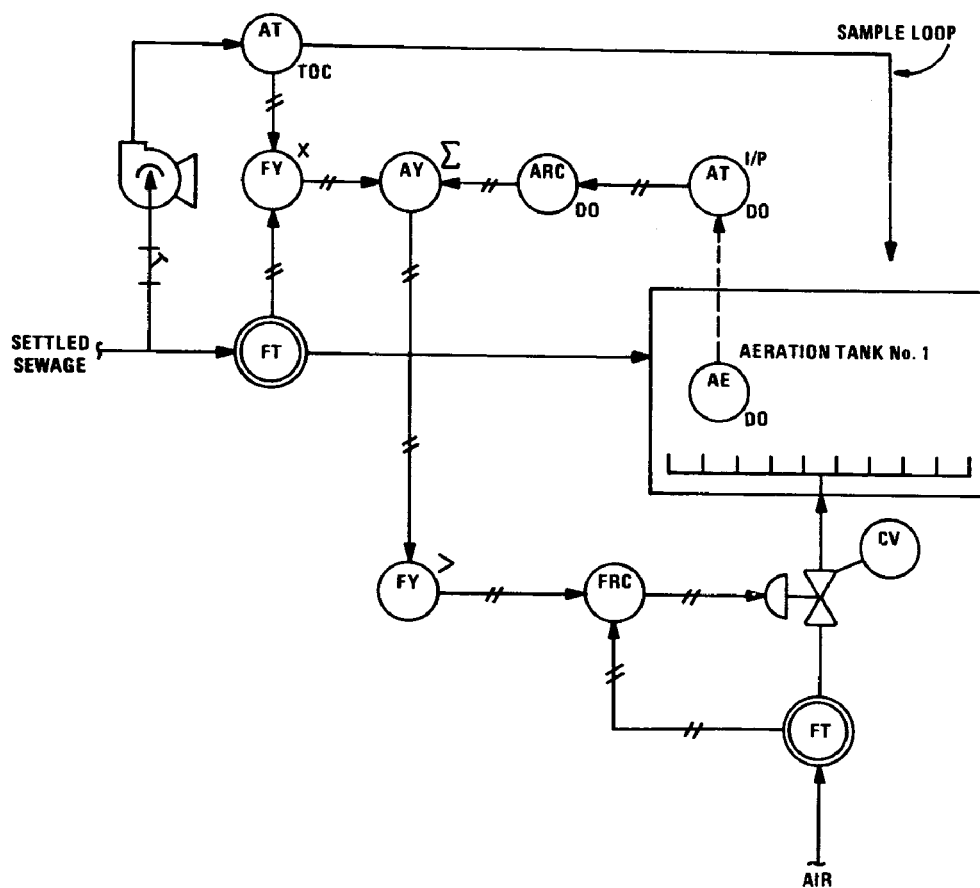 SAMPLE LOOP
AT
TOC
FY
X
AY
Σ
ARC
DO
AT
I/P
DO
SETTLED
SEWAGE
FT
AERATION TANK No. 1
AE
DO
CV
FY
>
FRC
FT
AIR